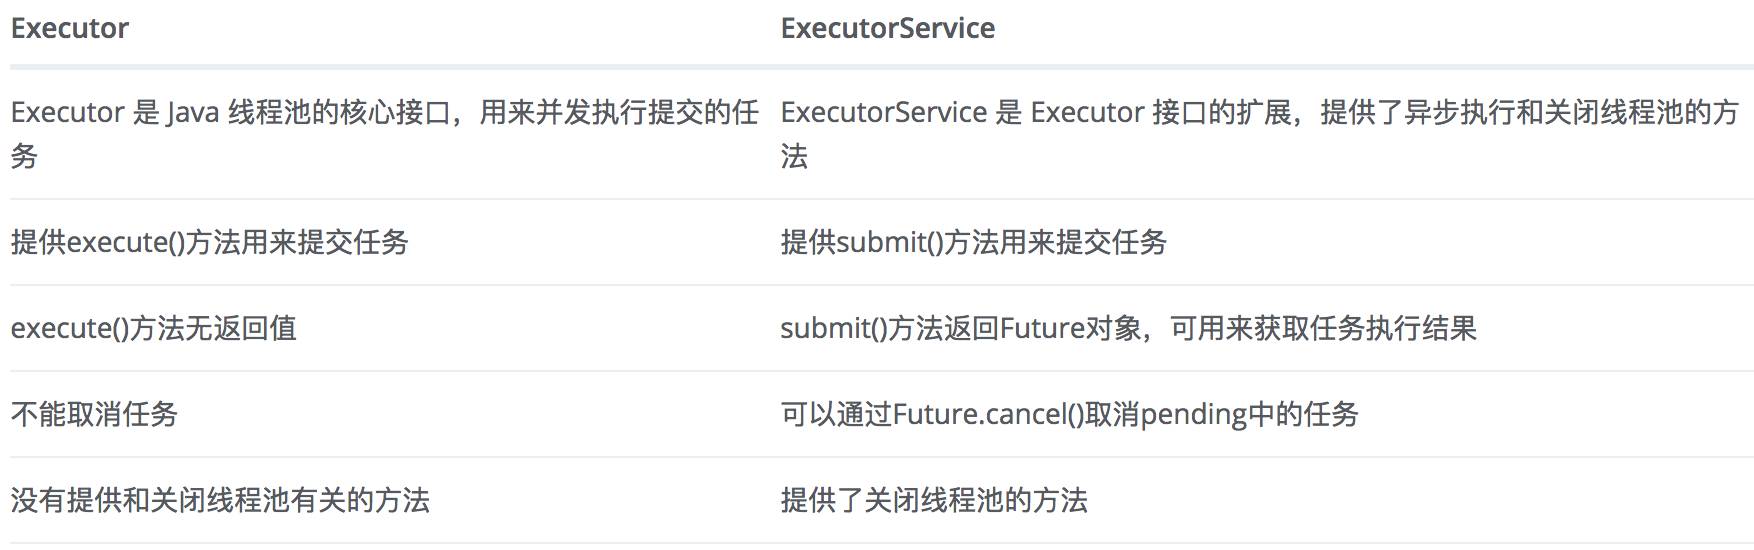 Executor
ExecutorService
Executor 是 Java 线程池的核心接口，用来并发执行提交的任
务
ExecutorService 是 Executor 接口的扩展，提供了异步执行和关闭线程池的方
法
提供execute()方法用来提交任务
提供submit()方法用来提交任务
execute()方法无返回值
submit()方法返回Future对象，可用来获取任务执行结果
不能取消任务
可以通过Future.cancel()取消pending中的任务
没有提供和关闭线程池有关的方法
提供了关闭线程池的方法